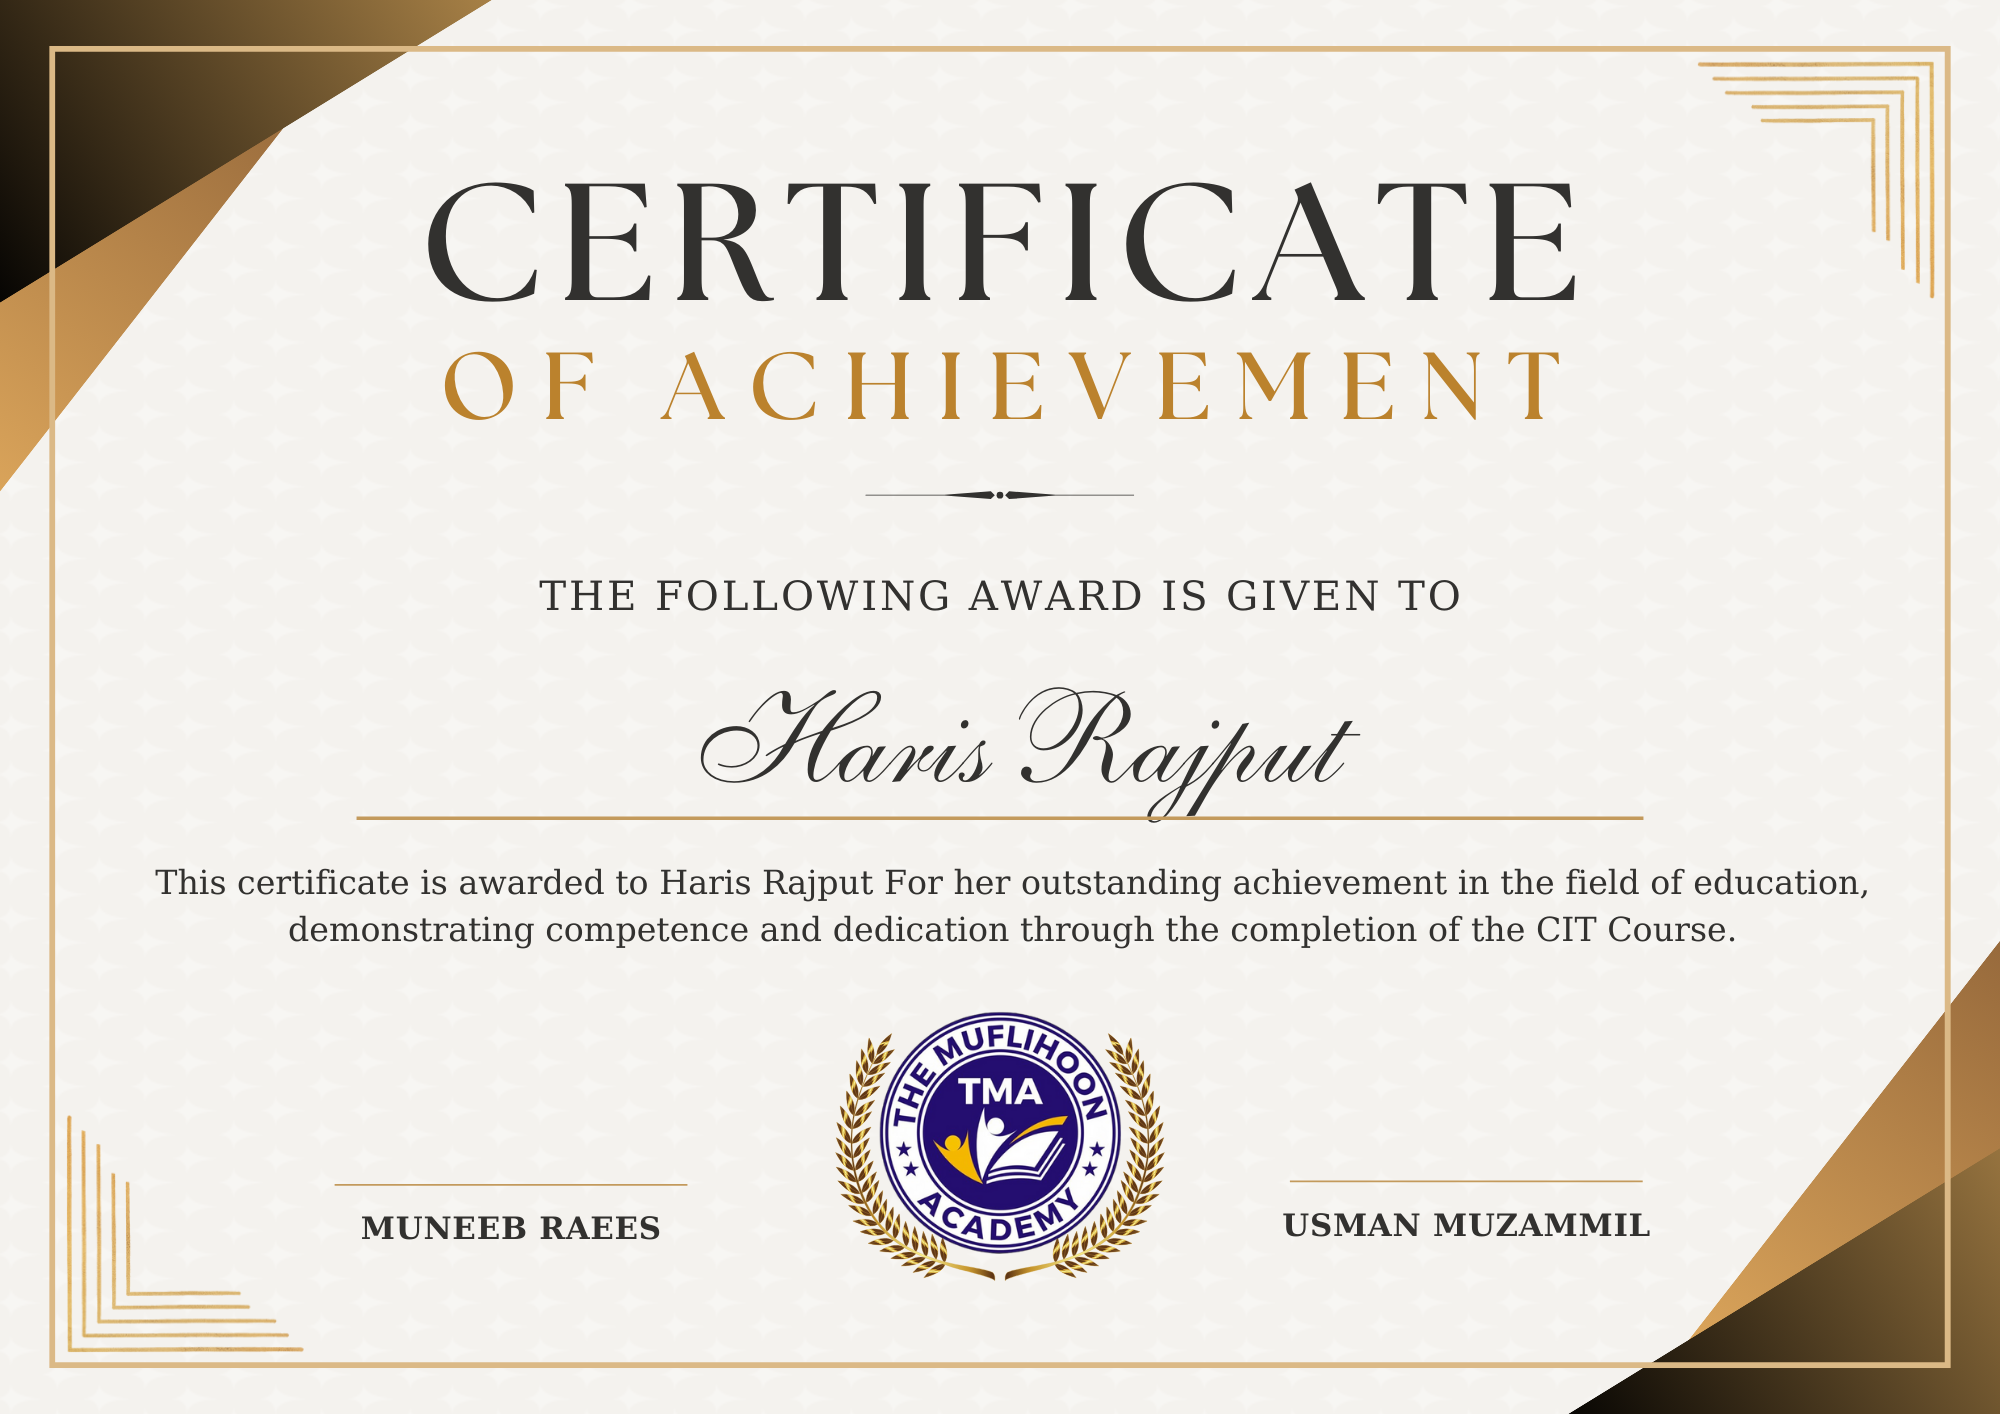 CERTIFICATE
OF ACHIEVEMENT
THE FOLLOWING AWARD IS GIVEN TO
Haris Rajput
This certificate is awarded to Haris Rajput For her outstanding achievement in the field of education,
demonstrating competence and dedication through the completion of the CIT Course.
THE MUFLIHOON
TMA
ACADEMY
MUNEEB RAEES
USMAN MUZAMMIL